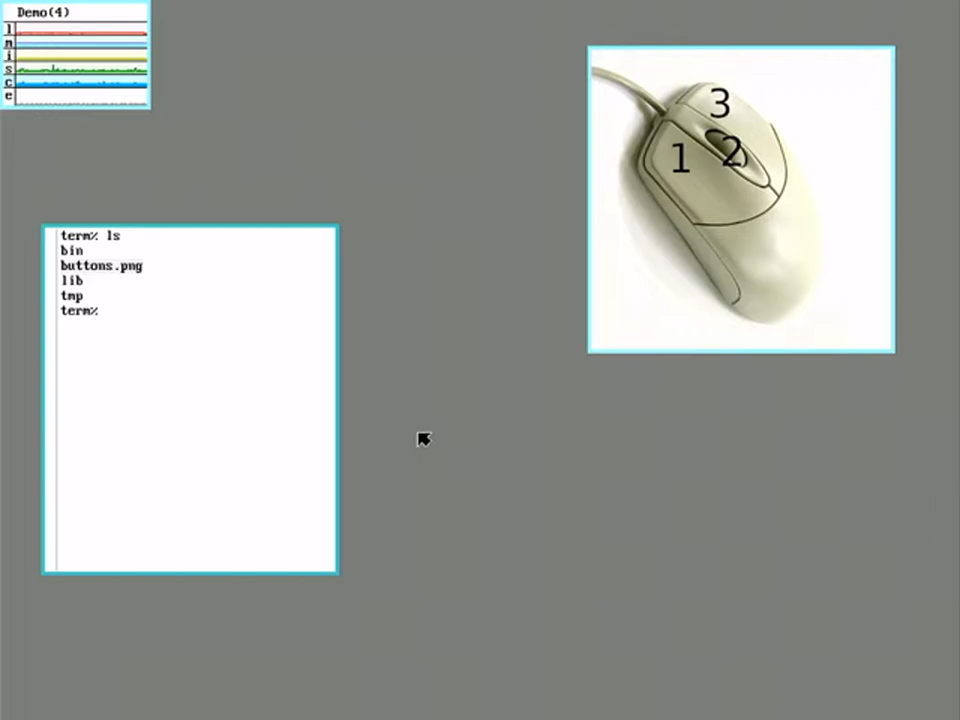 Demo(4)
l
m
i
s
c
e
3
1
2
term% ls
bin
buttons.png
lib
tmp
term%